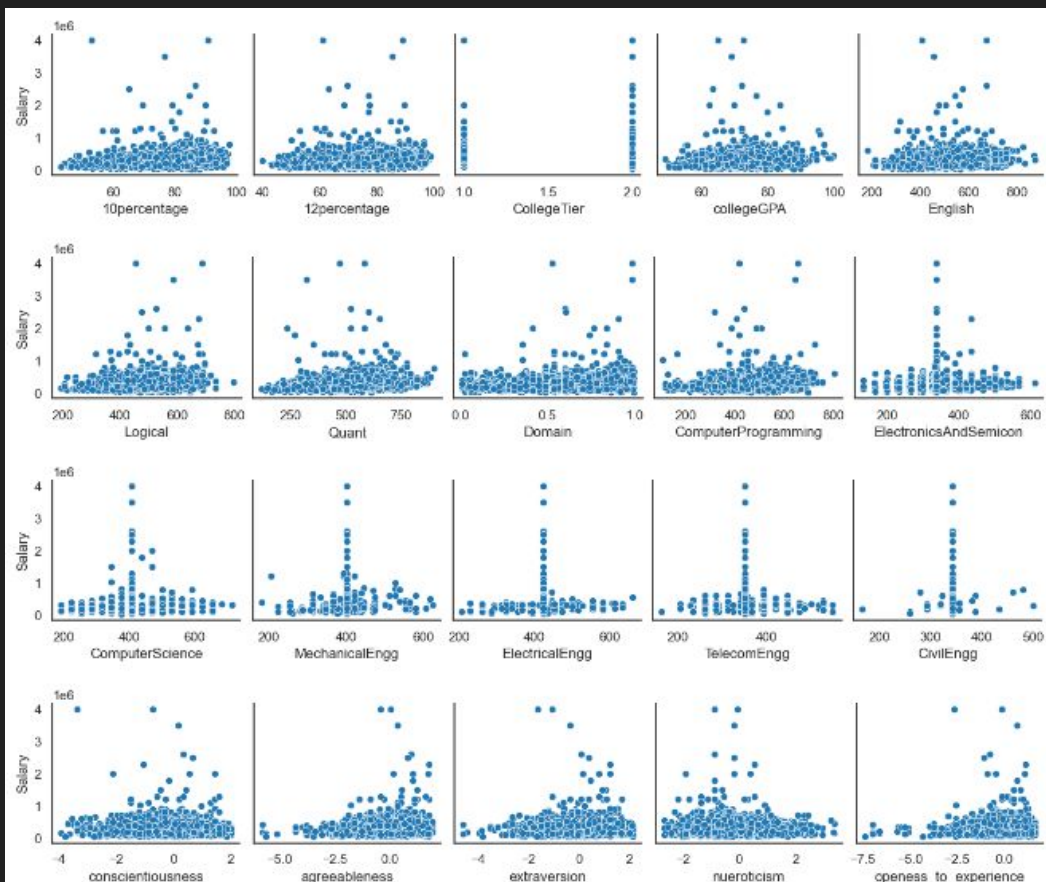 1e6
4
3
2
1
0
Salary
60 80 100
10percentage
40 60 80 100
12percentage
1.0 1.5 2.0
CollegeTier
60 80 100
collegeGPA
200 400 600 800
English
1e6
4
3
2
1
0
Salary
200 400 600 800
Logical
250 500 750
Quant
0.0 0.5 1.0
Domain
200 400 600 800
ComputerProgramming
200 400 600
ElectronicsAndSemicon
1e6
4
3
2
1
0
Salary
200 400 600
ComputerScience
200 400 600
MechanicalEngg
200 400 600
ElectricalEngg
200 400
TelecomEngg
200 300 400 500
CivilEngg
1e6
4
3
2
1
0
Salary
−4 −2 0 2
conscientiousness
−5.0 −2.5 0.0
agreeableness
−4 −2 0 2
extraversion
−2 0 2
nueroticism
−7.5 −5.0 −2.5 0.0
openess_to_experience